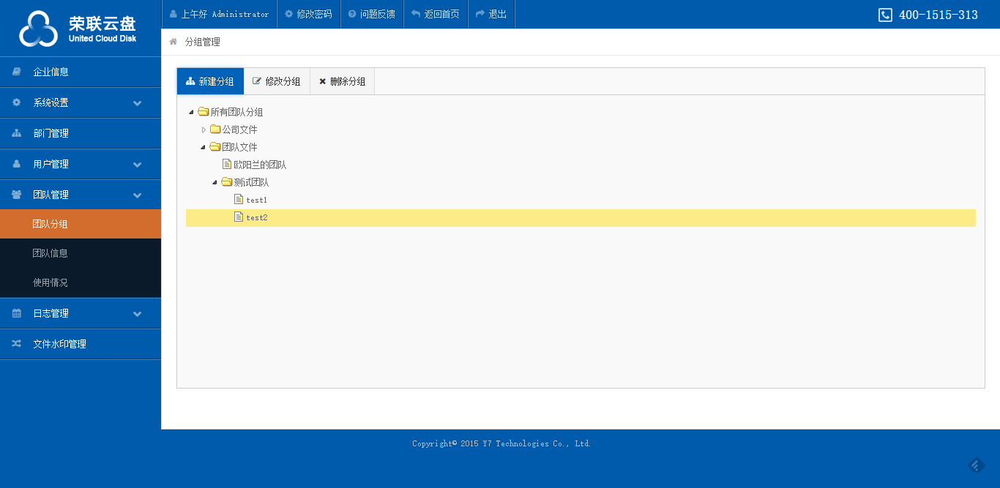 荣联云盘
United Cloud Disk
上午好 Administrator 修改密码 问题反馈 返回首页 退出 400-1515-313
分组管理
企业信息
系统设置
部门管理
用户管理
团队管理
团队分组
团队信息
使用情况
日志管理
文件水印管理
新建分组 修改分组 删除分组
所有团队分组
公司文件
团队文件
欧阳兰的团队
测试团队
test1
test2
Copyright© 2015 Y7 Technologies Co., Ltd.